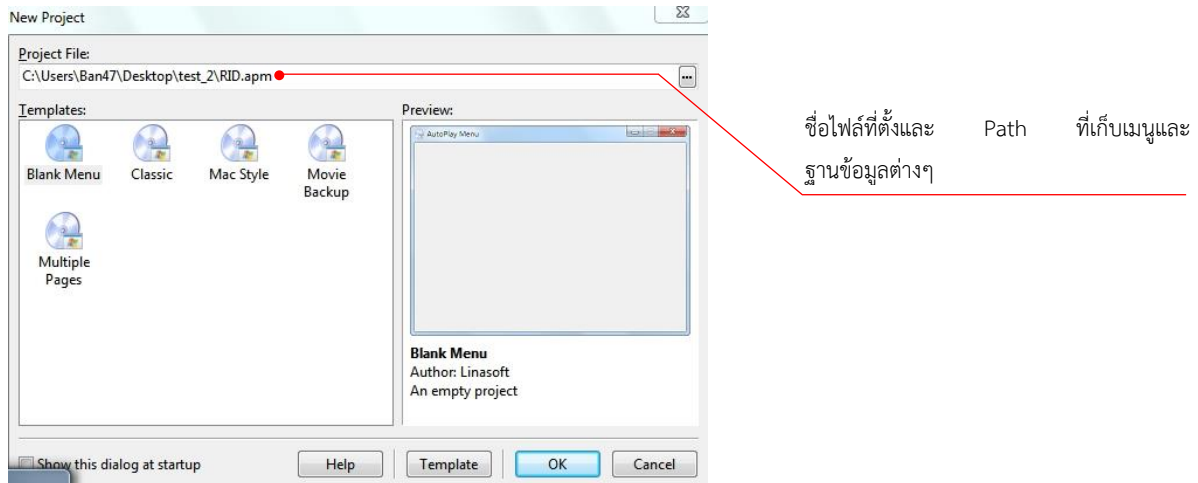 New Project
Project File:
C:\Users\Ban47\Desktop\test_2\RID.apm
...
Templates:
Preview:
Blank Menu
Classic
Mac Style
Movie
Backup
Multiple
Pages
AutoPlay Menu
Blank Menu
Author: Linasoft
An empty project
Show this dialog at startup
Help
Template
OK
Cancel
ชื่อไฟล์ที่ตั้งและ Path ที่เก็บเมนูและ
ฐานข้อมูลต่างๆ